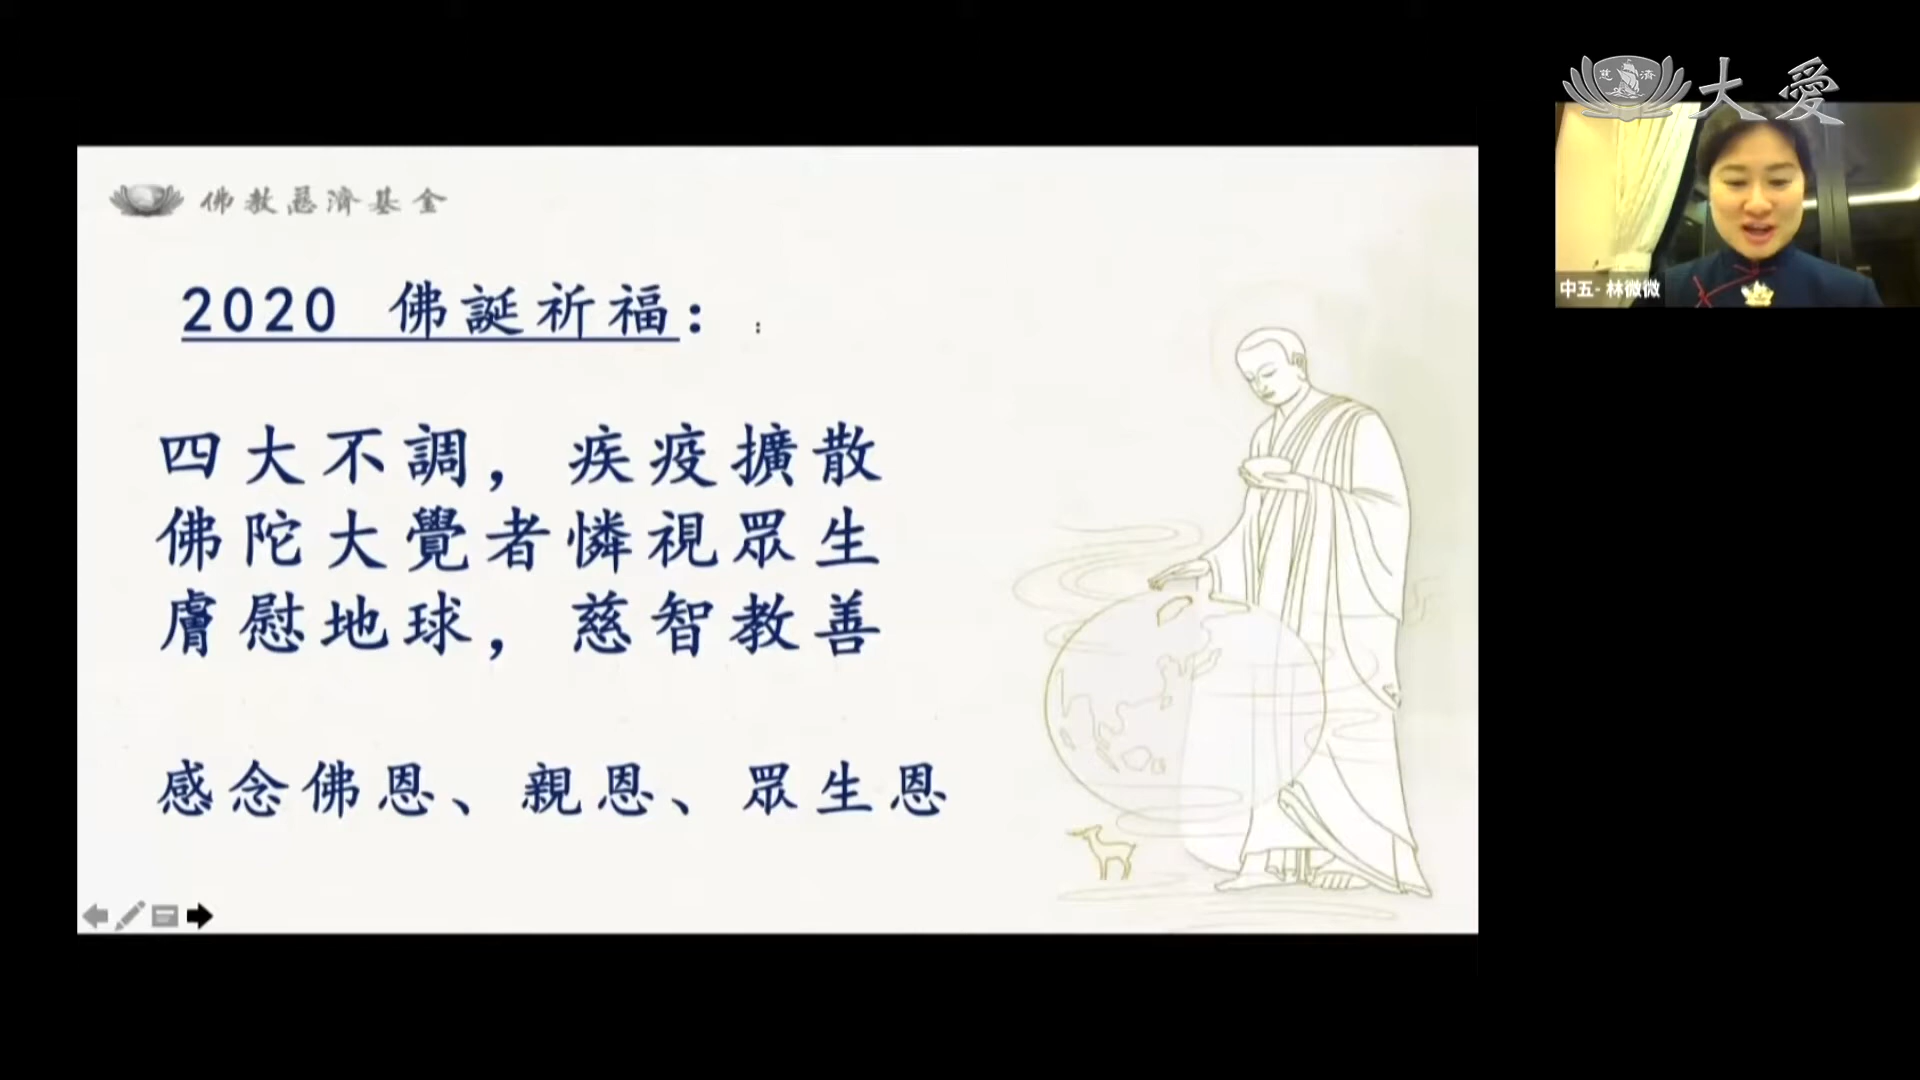 慈濟 大愛
佛教慈濟基金
2020 佛誕祈福： :
四大不調，疾疫擴散
佛陀大覺者憐視眾生
膚慰地球，慈智教善
感念佛恩、親恩、眾生恩
中五- 林微微